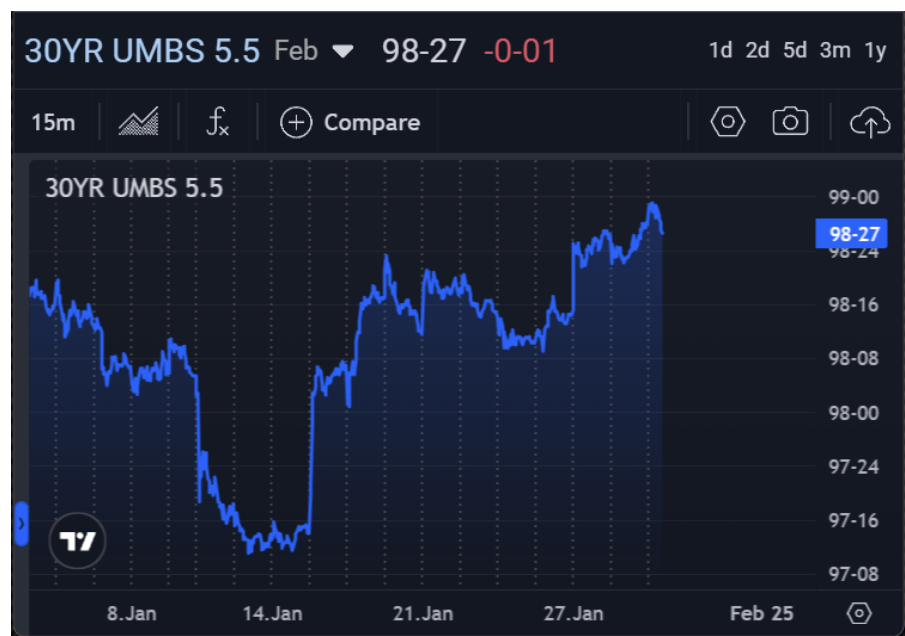 30YR UMBS 5.5 Feb 98-27 -0-01 1d 2d 5d 3m 1y
15m fx Compare
30YR UMBS 5.5
99-00
98-27
98-24
98-16
98-08
98-00
97-24
97-16
97-08
8.Jan 14.Jan 21.Jan 27.Jan Feb 25